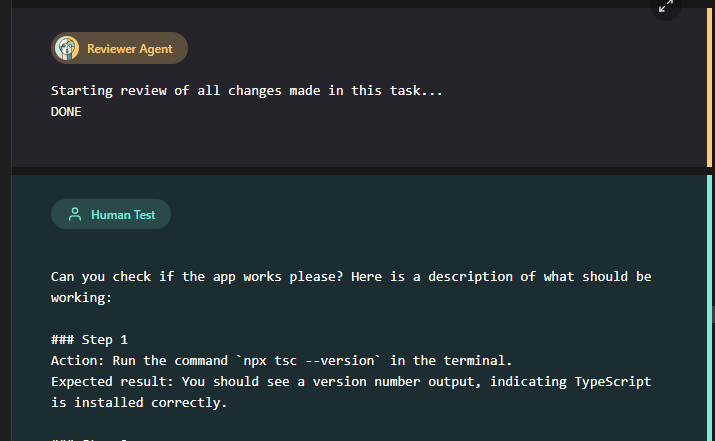 Reviewer Agent
Starting review of all changes made in this task...
DONE
Human Test
Can you check if the app works please? Here is a description of what should be
working:
### Step 1
Action: Run the command `npx tsc --version` in the terminal.
Expected result: You should see a version number output, indicating TypeScript
is installed correctly.